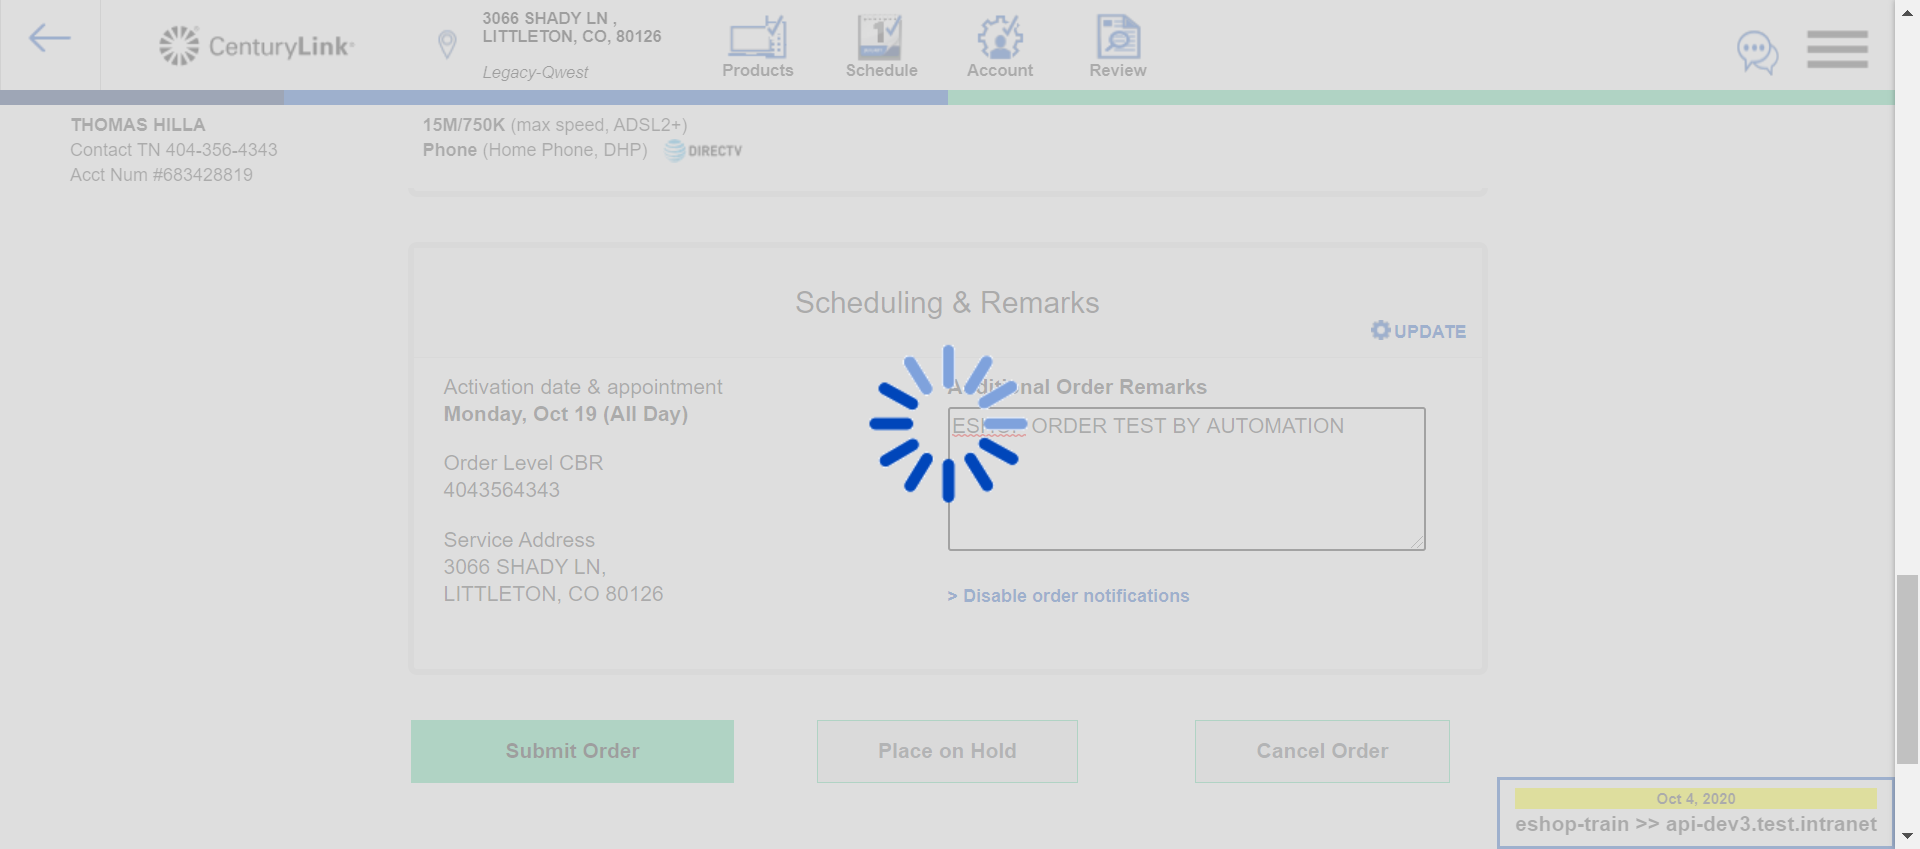 CenturyLink
3066 SHADY LN ,
LITTLETON, CO, 80126
Legacy-Qwest
Products
1
Schedule
Account
Review
THOMAS HILLA
Contact TN 404-356-4343
Acct Num #683428819
15M/750K (max speed, ADSL2+)
Phone (Home Phone, DHP) DIRECTV
Scheduling & Remarks
UPDATE
Activation date & appointment
Monday, Oct 19 (All Day)
Order Level CBR
4043564343
Service Address
3066 SHADY LN,
LITTLETON, CO 80126
Additional Order Remarks
ESHOP ORDER TEST BY AUTOMATION
> Disable order notifications
Submit Order
Place on Hold
Cancel Order
Oct 4, 2020
eshop-train >> api-dev3.test.intranet